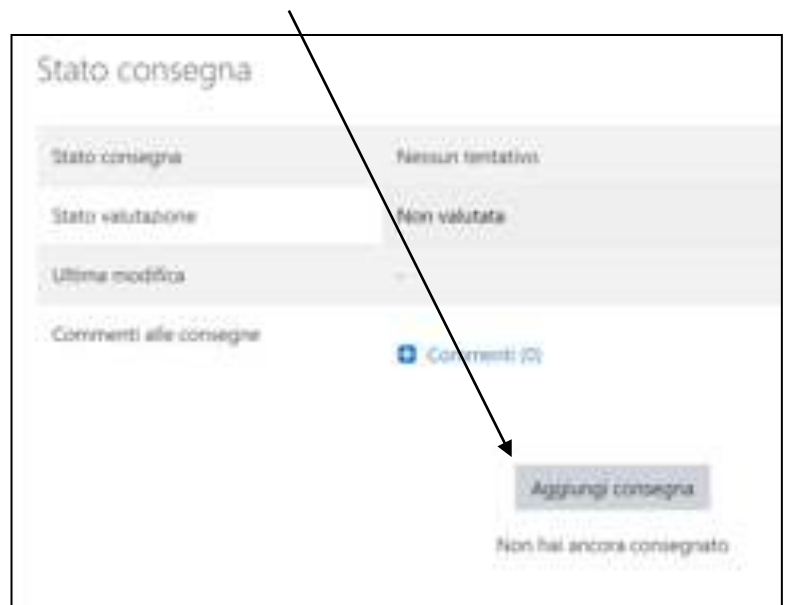 Stato consegna
Stato consegna Nessun tentativo
Stato valutazione Non valutata
Ultima modifica -
Commenti alle consegne
Commenti (0)
Aggiungi consegna
Non hai ancora consegnato